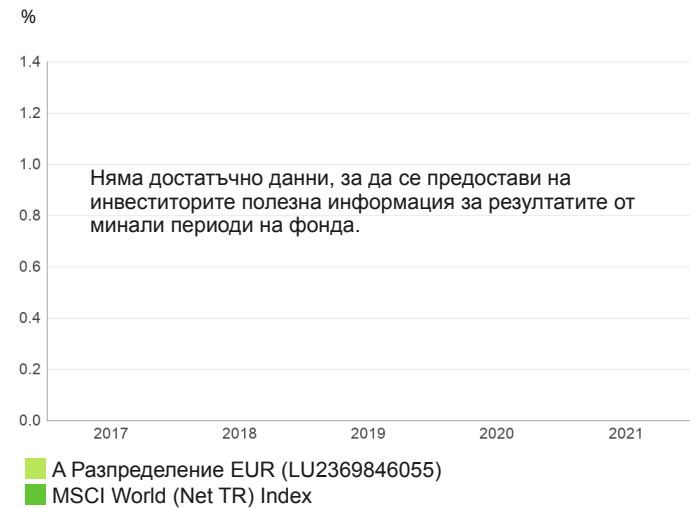 %
1.4
1.2
1.0
Няма достатъчно данни, за да се предостави на
инвеститорите полезна информация за резултатите от
минали периоди на фонда.
0.8
0.6
0.4
0.2
0.0
2017 2018 2019 2020 2021
А Разпределение EUR (LU2369846055)
MSCI World (Net TR) Index